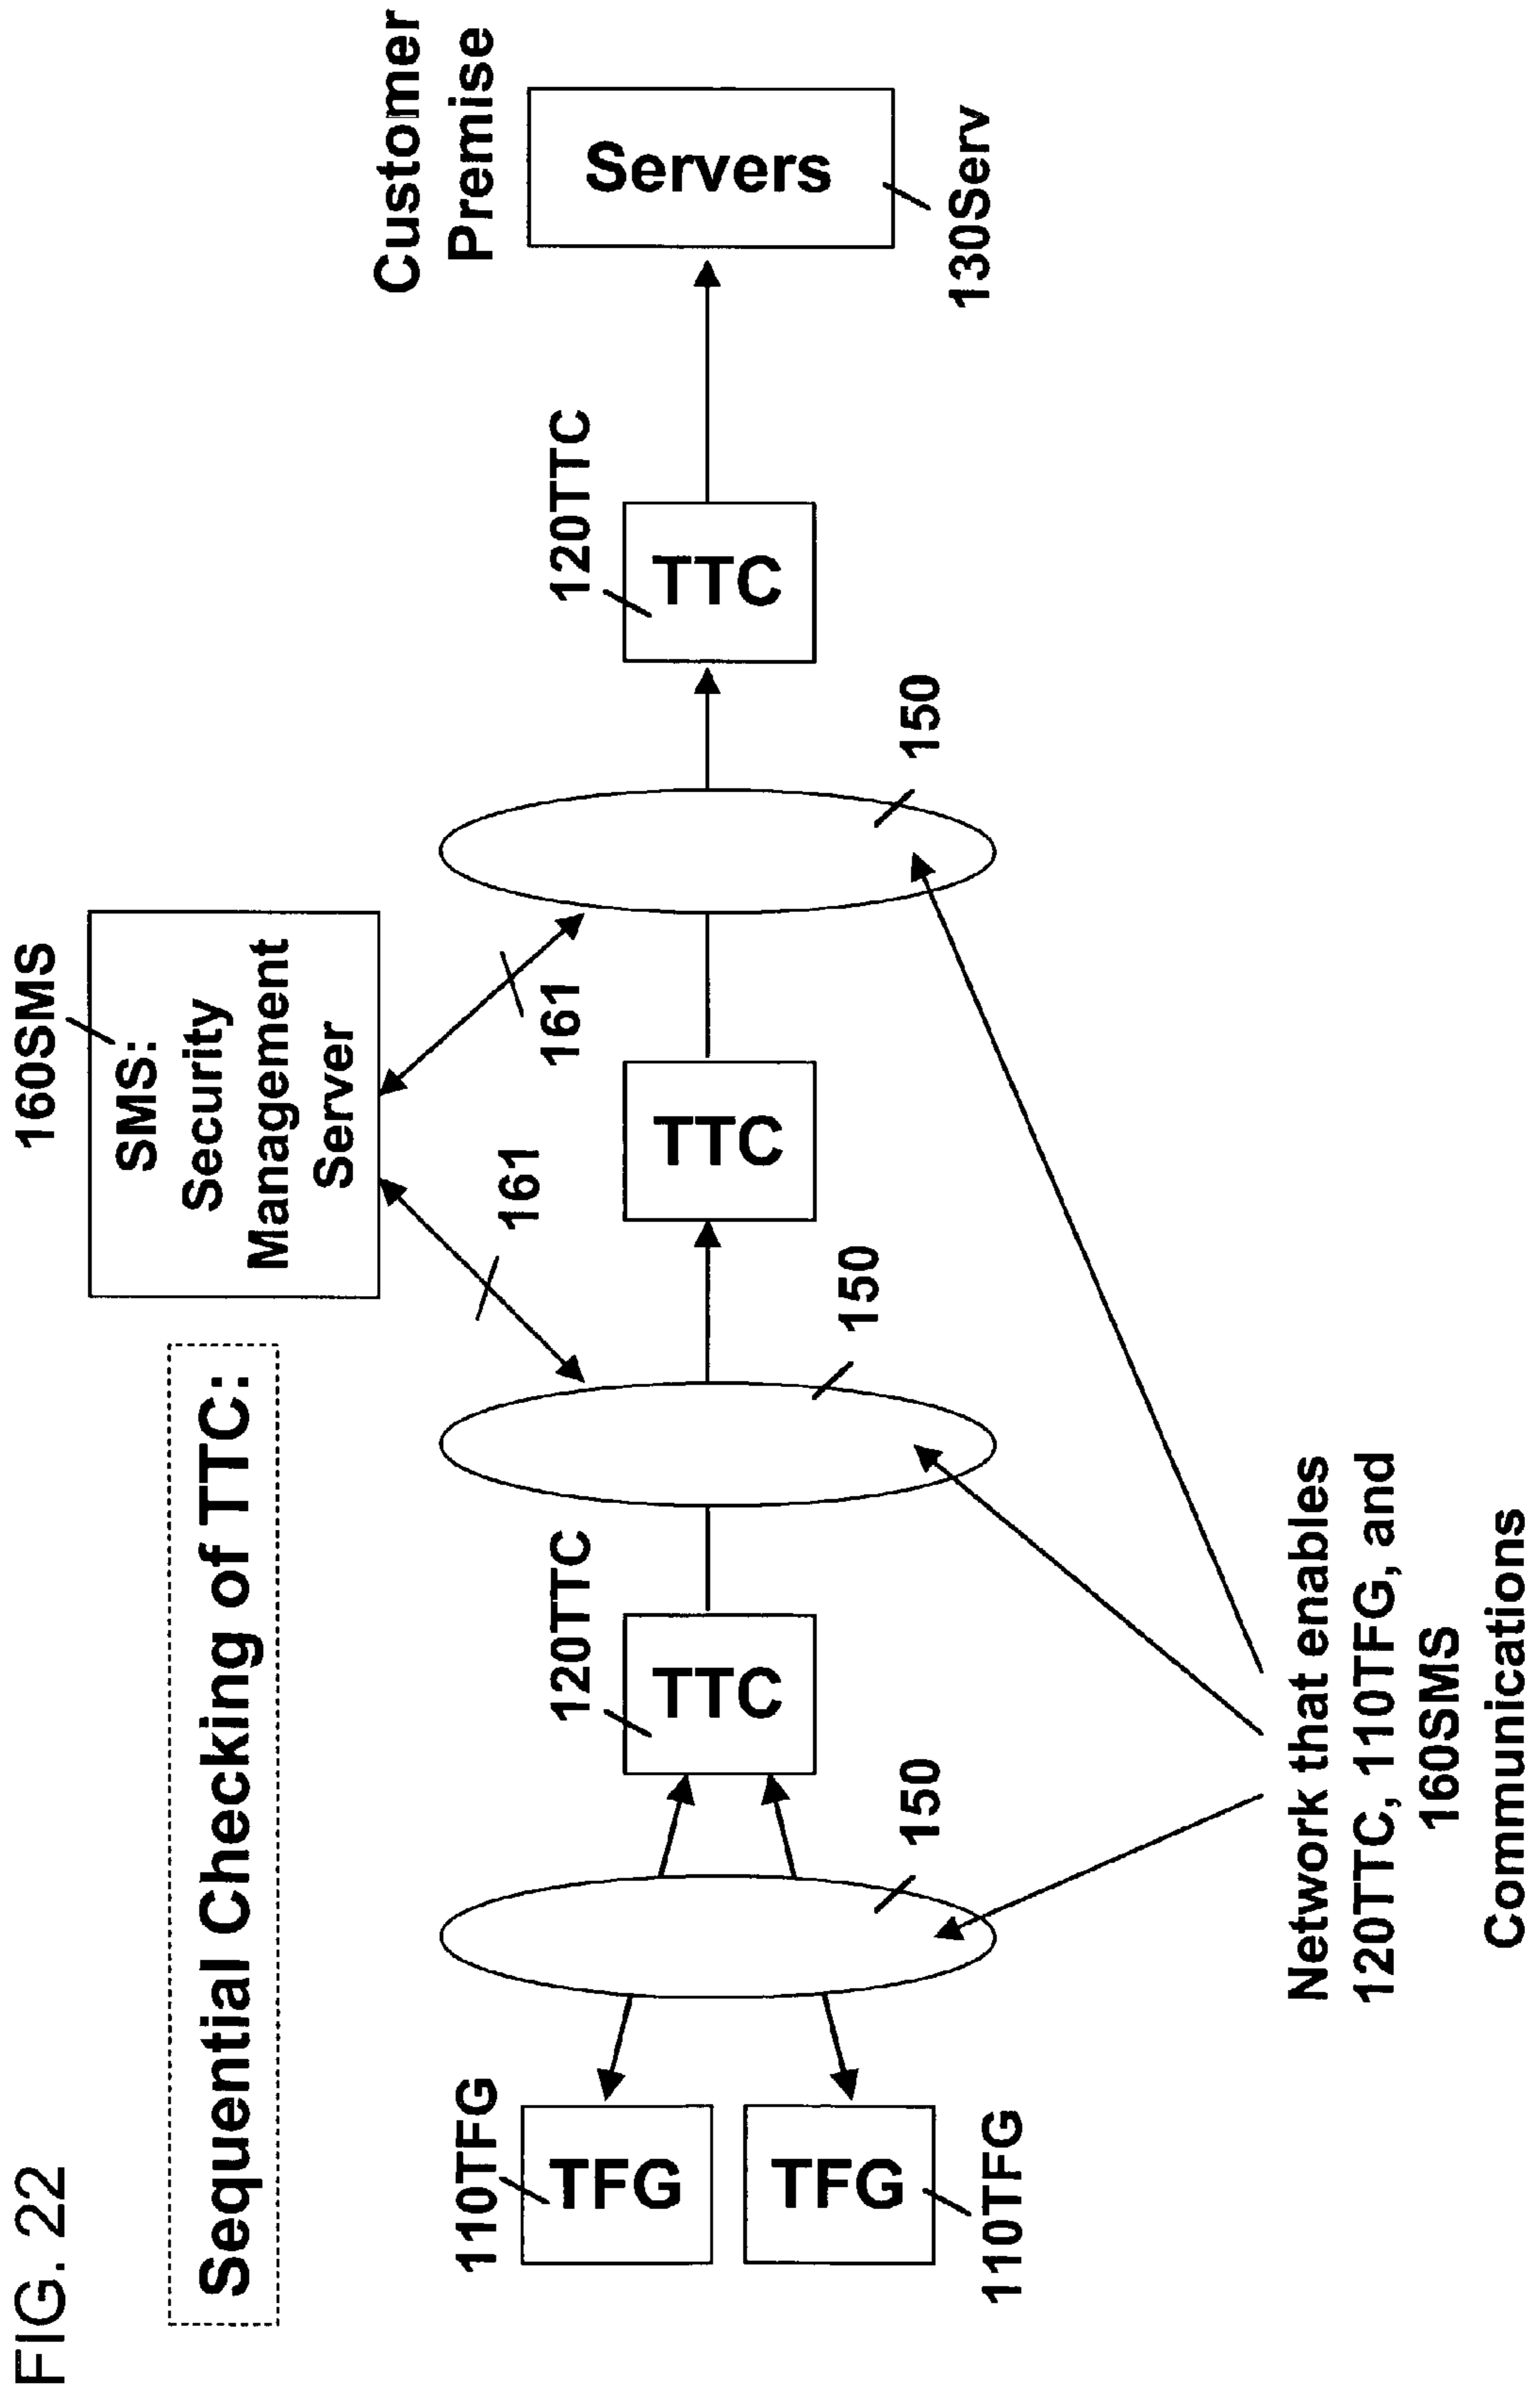 FIG. 22
Sequential Checking of TTC:
160SMS
SMS:
Security
Management
Server
161
161
Customer
Premise
110TFG
TFG
TFG
110TFG
150
120TTC
TTC
150
TTC
150
120TTC
TTC
Servers
130Serv
Network that enables
120TTC, 110TFG, and
160SMS
Communications